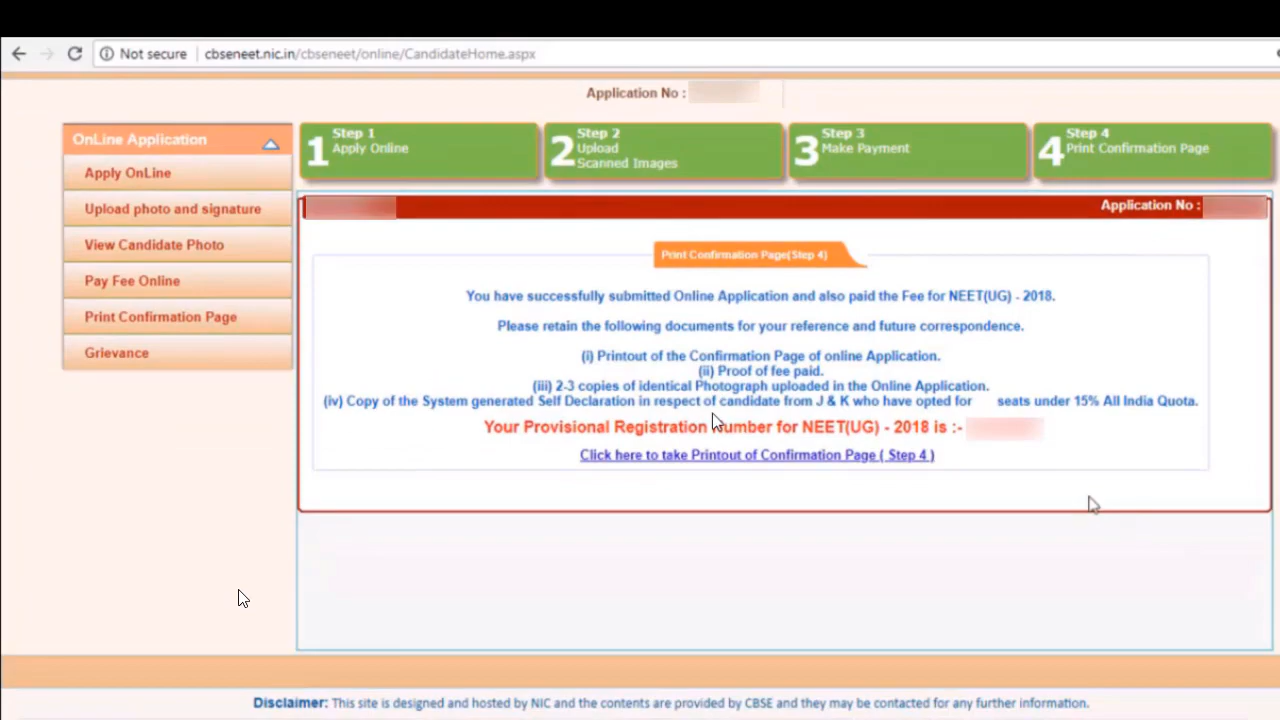 Not secure cbseneet.nic.in/cbseneet/online/CandidateHome.aspx
Application No :
OnLine Application
Apply OnLine
Upload photo and signature
View Candidate Photo
Pay Fee Online
Print Confirmation Page
Grievance
1 Step 1
Apply Online
2 Step 2
Upload
Scanned Images
3 Step 3
Make Payment
4 Step 4
Print Confirmation Page
Application No :
Print Confirmation Page(Step 4)
You have successfully submitted Online Application and also paid the Fee for NEET(UG) - 2018.
Please retain the following documents for your reference and future correspondence.
(i) Printout of the Confirmation Page of online Application.
(ii) Proof of fee paid.
(iii) 2-3 copies of identical Photograph uploaded in the Online Application.
(iv) Copy of the System generated Self Declaration in respect of candidate from J & K who have opted for seats under 15% All India Quota.
Your Provisional Registration Number for NEET(UG) - 2018 is :-
Click here to take Printout of Confirmation Page ( Step 4 )
Disclaimer: This site is designed and hosted by NIC and the contents are provided by CBSE and they may be contacted for any further information.